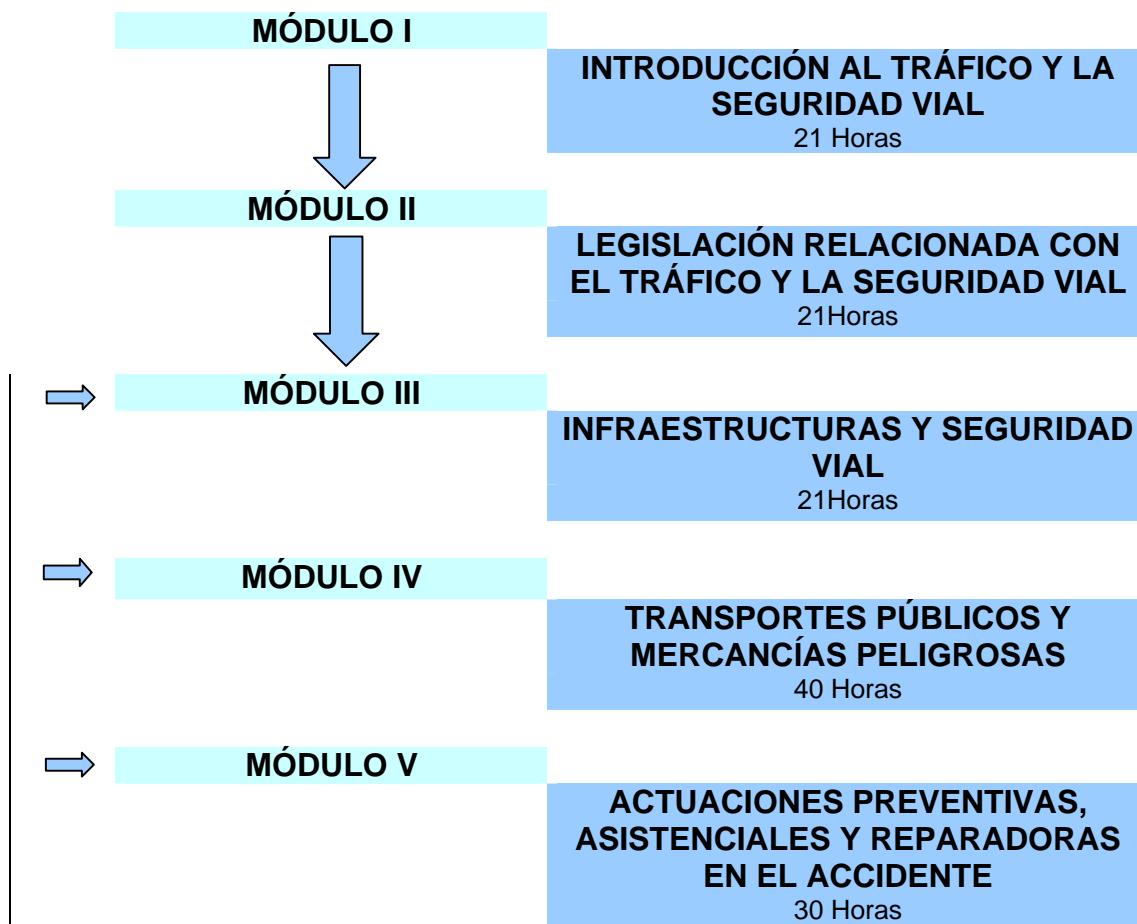 MÓDULO I
INTRODUCCIÓN AL TRÁFICO Y LA
SEGURIDAD VIAL
21 Horas
MÓDULO II
LEGISLACIÓN RELACIONADA CON
EL TRÁFICO Y LA SEGURIDAD VIAL
21Horas
MÓDULO III
INFRAESTRUCTURAS Y SEGURIDAD
VIAL
21Horas
MÓDULO IV
TRANSPORTES PÚBLICOS Y
MERCANCÍAS PELIGROSAS
40 Horas
MÓDULO V
ACTUACIONES PREVENTIVAS,
ASISTENCIALES Y REPARADORAS
EN EL ACCIDENTE
30 Horas